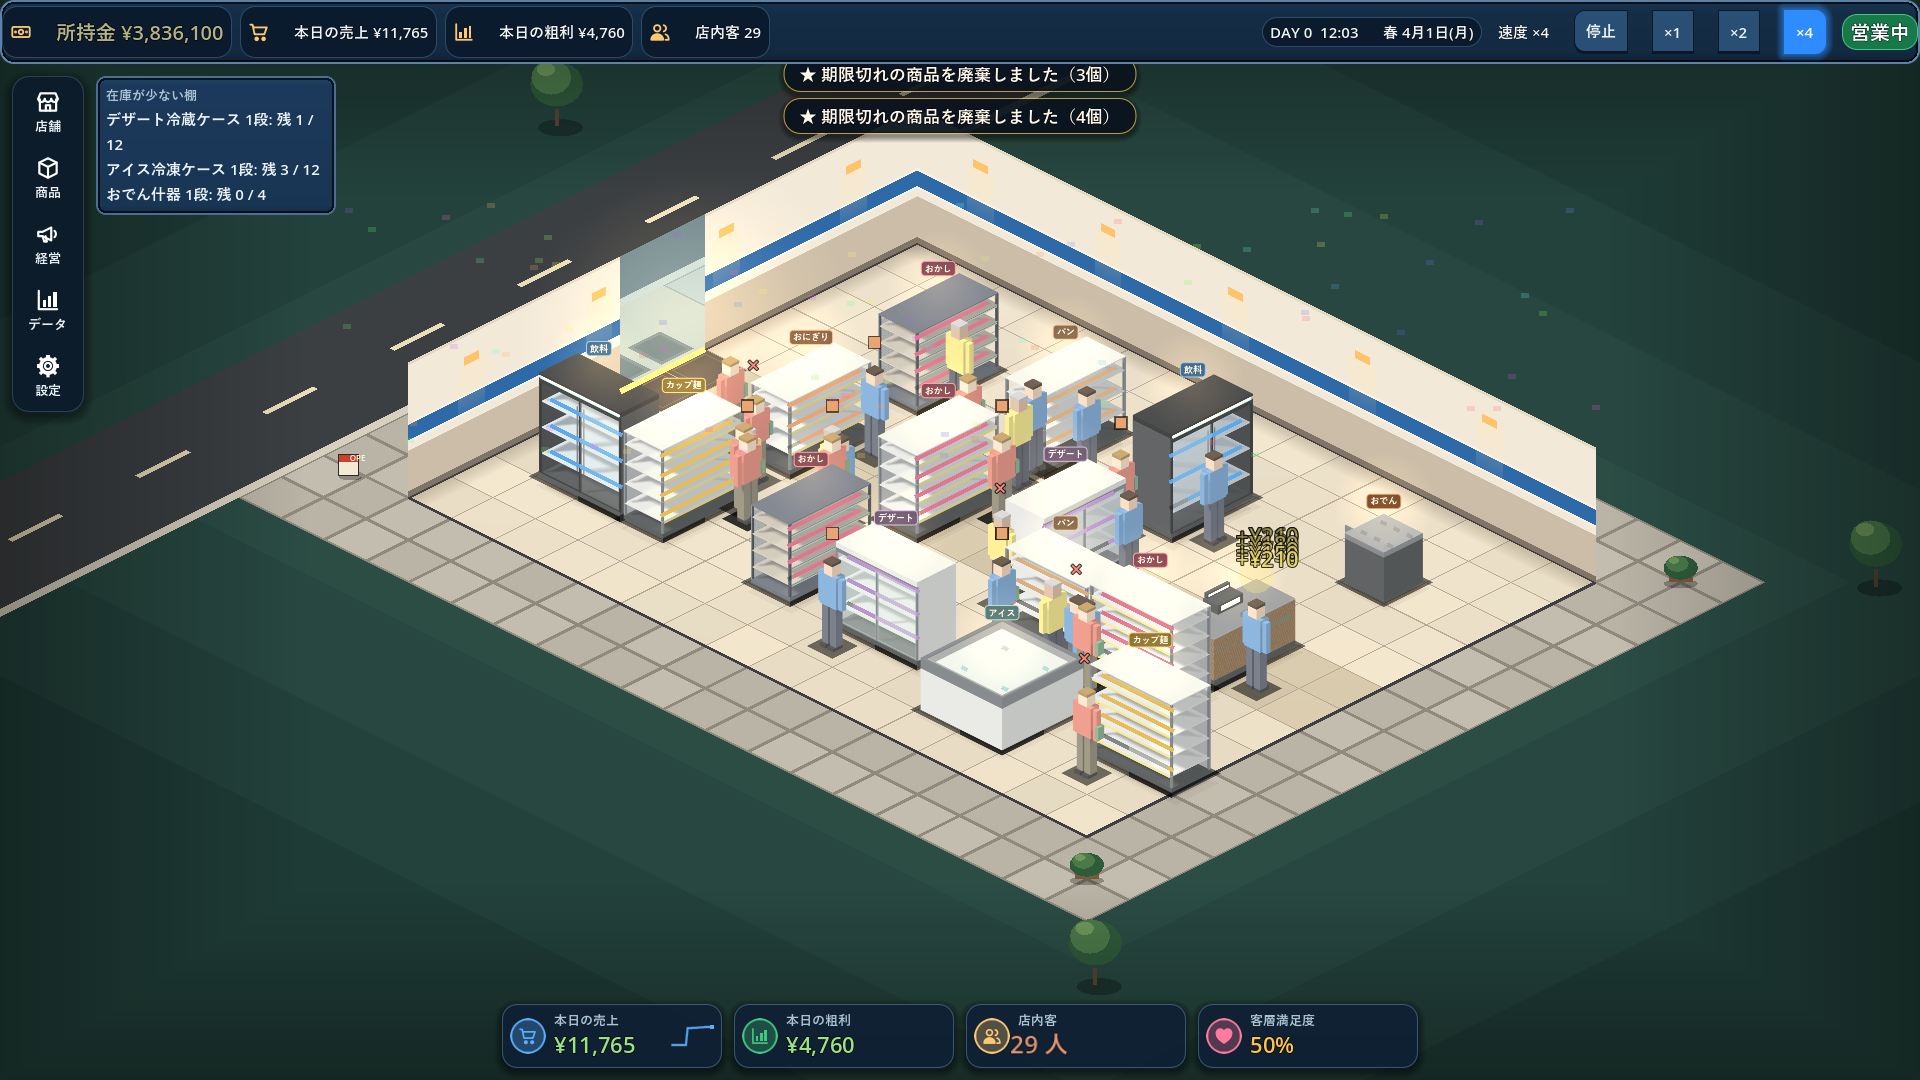 所持金 ¥3,836,100
本日の売上 ¥11,765
本日の粗利 ¥4,760
店内客 29
DAY 0 12:03 春 4月1日(月)
速度 ×4
停止
×1
×2
×4
営業中
店舗
商品
経営
データ
設定
在庫が少ない棚
デザート冷蔵ケース 1段: 残 1 /
12
アイス冷凍ケース 1段: 残 3 / 12
おでん什器 1段: 残 0 / 4
★ 期限切れの商品を廃棄しました（3個）
★ 期限切れの商品を廃棄しました（4個）
おかし
パン
おにぎり
飲料
飲料
カップ麺
おかし
デザート
おかし
OPE
おでん
デザート
パン
+¥210
おかし
アイス
カップ麺
本日の売上
¥11,765
本日の粗利
¥4,760
店内客
29 人
客層満足度
50%